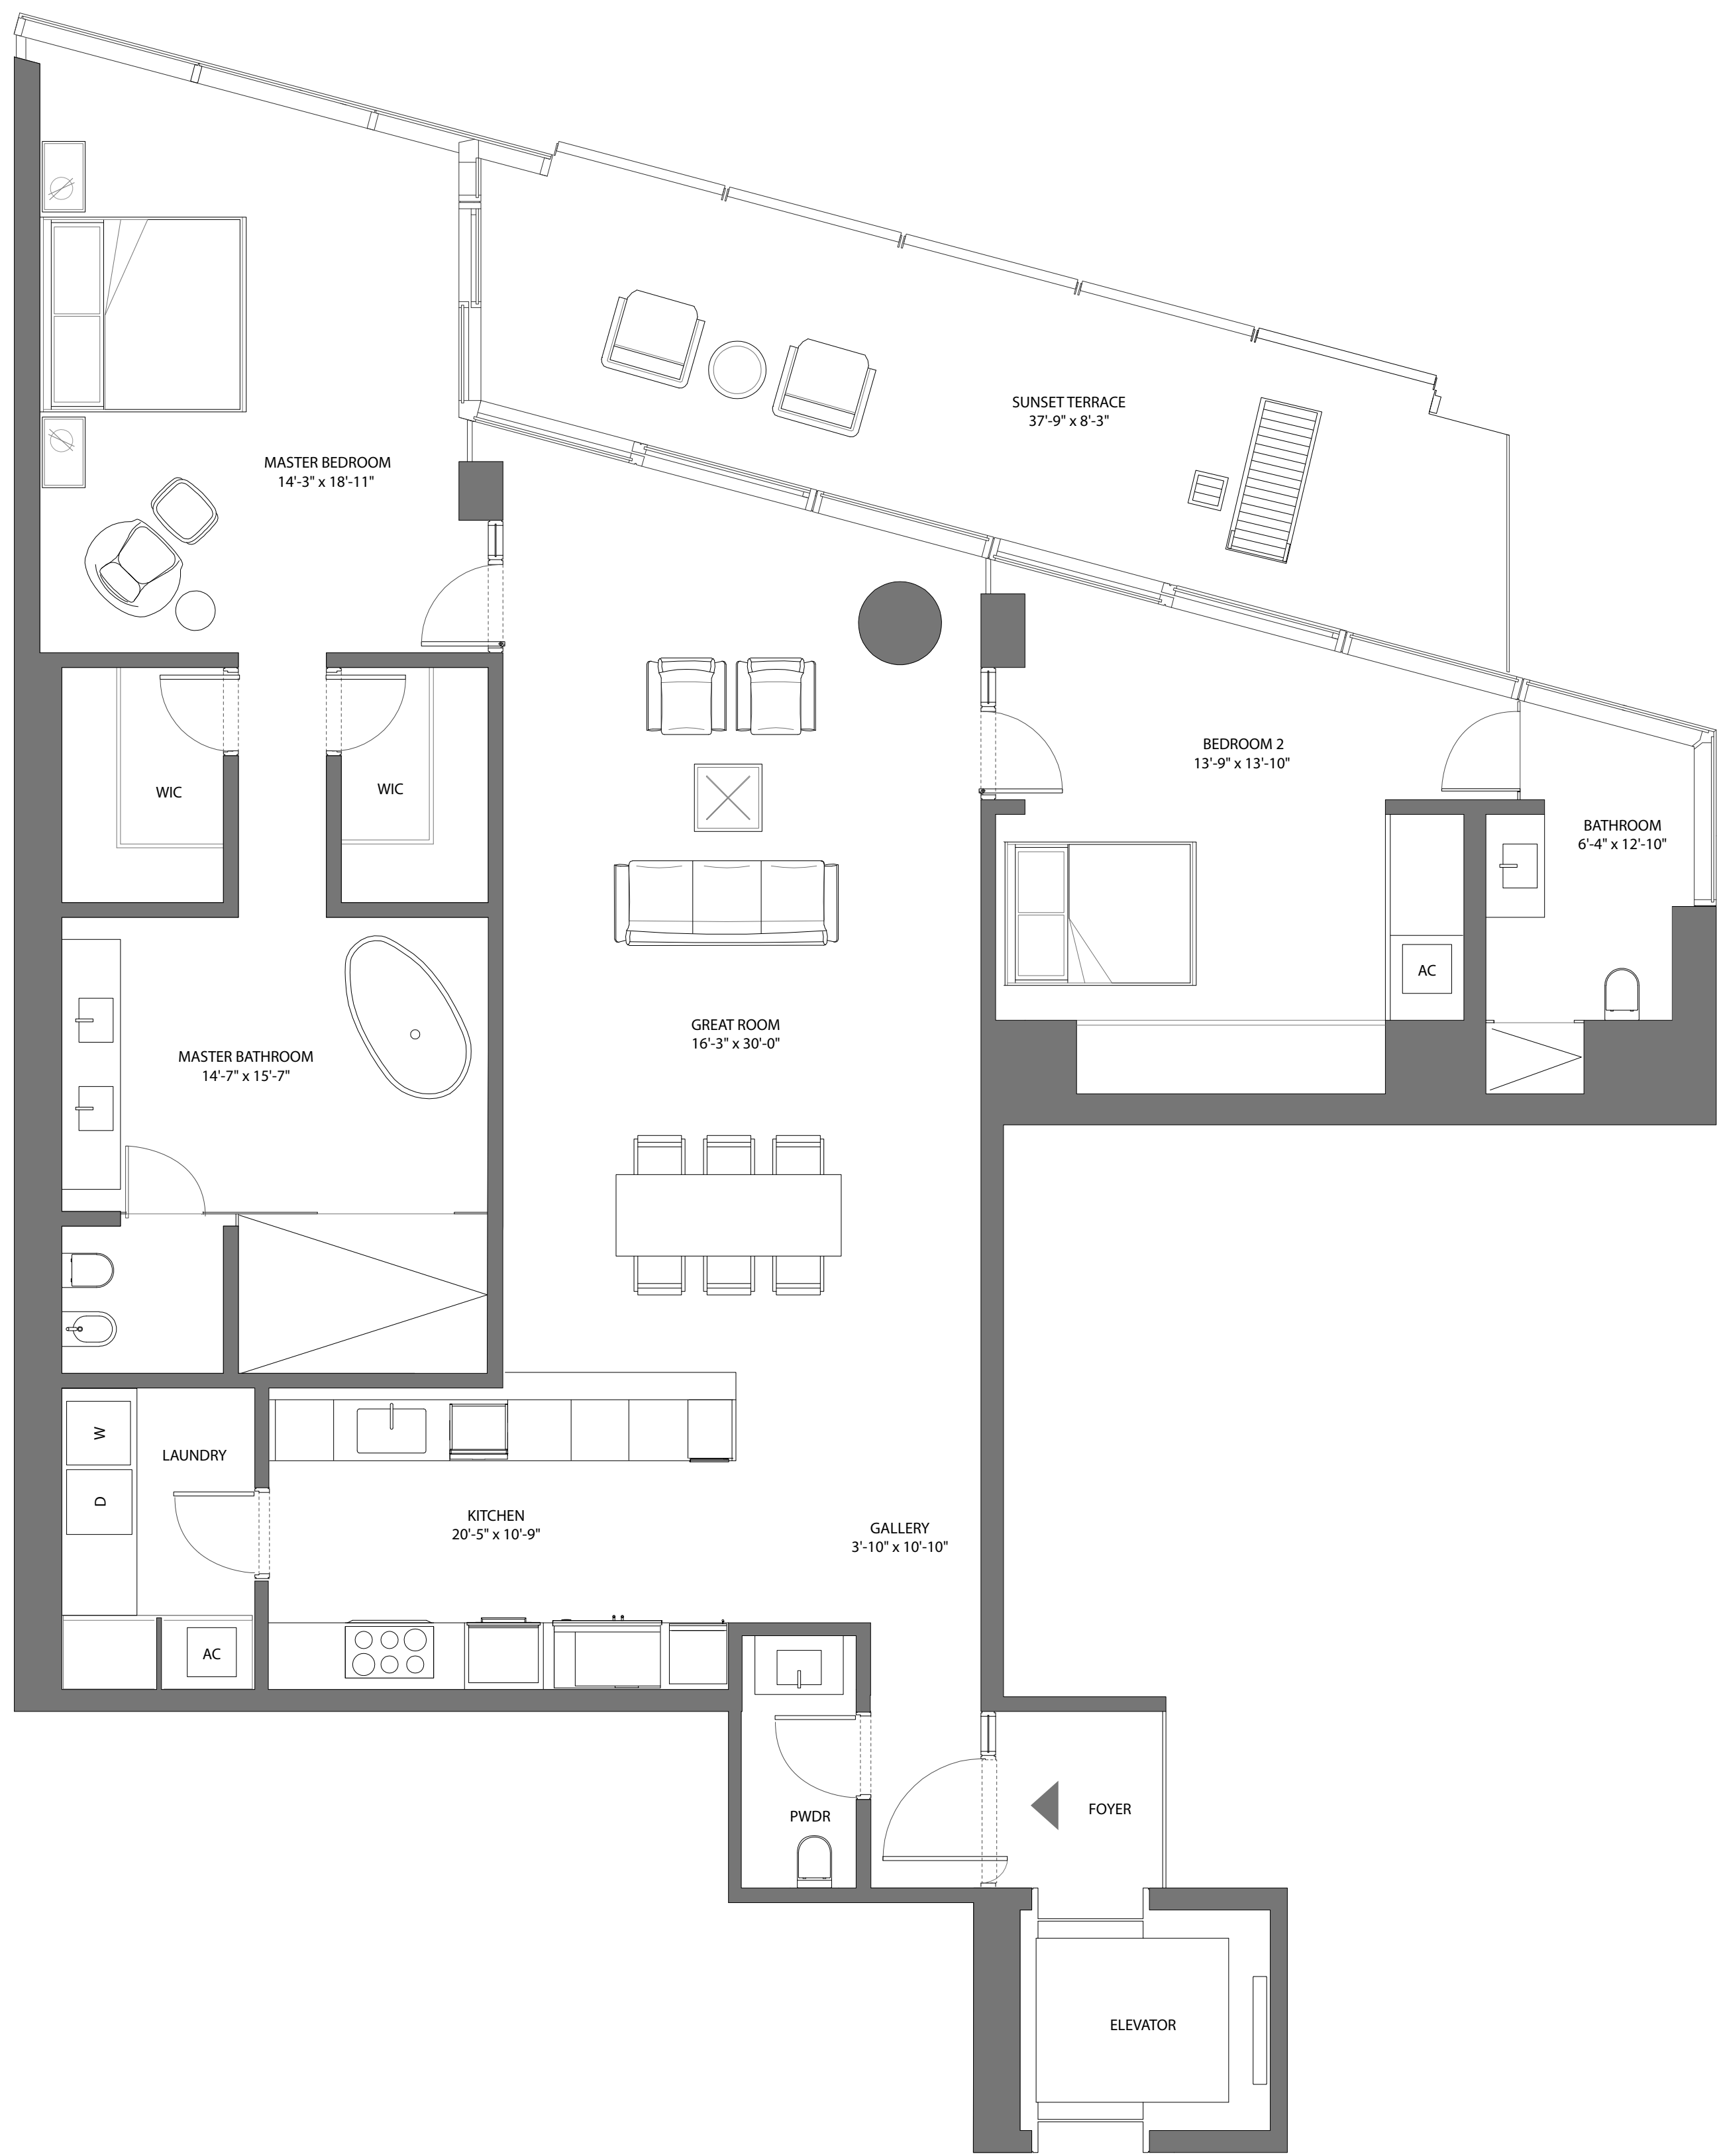 SUNSET TERRACE
37'-9" x 8'-3"
MASTER BEDROOM
14'-3" x 18'-11"
BEDROOM 2
13'-9" x 13'-10"
WIC
WIC
BATHROOM
6'-4" x 12'-10"
AC
GREAT ROOM
16'-3" x 30'-0"
MASTER BATHROOM
14'-7" x 15'-7"
W
LAUNDRY
D
KITCHEN
20'-5" x 10'-9"
GALLERY
3'-10" x 10'-10"
AC
PWDR
FOYER
ELEVATOR